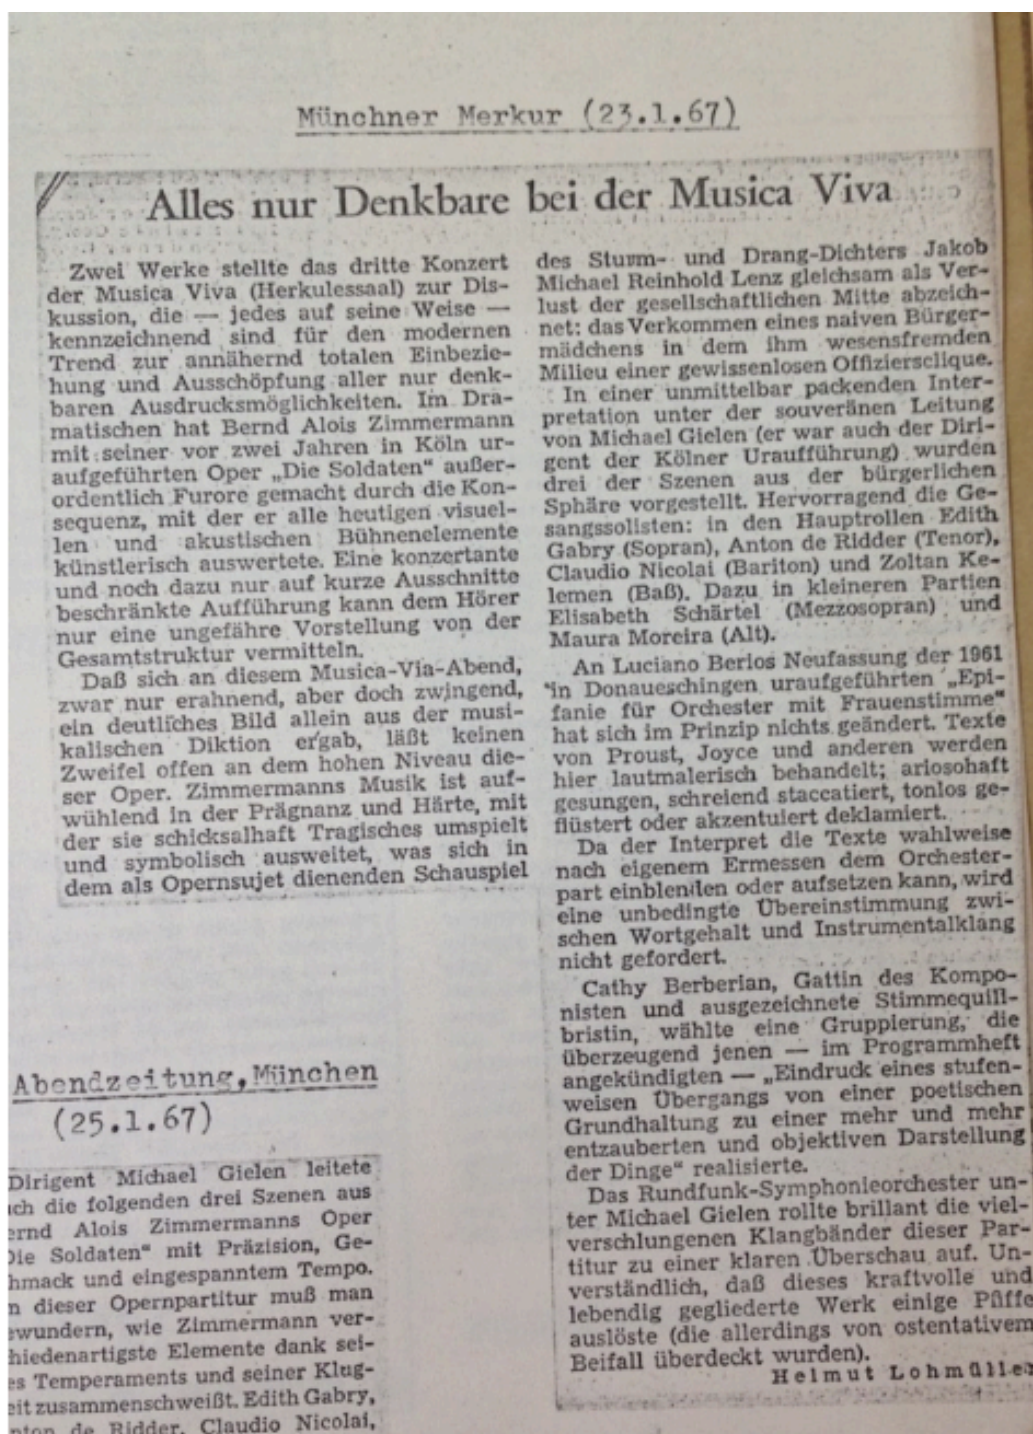 Münchner Merkur (23.1.67)
Alles nur Denkbare bei der Musica Viva
Zwei Werke stellte das dritte Konzert
der Musica Viva (Herkulessaal) zur Dis-
kussion, die — jedes auf seine Weise —
kennzeichnend sind für den modernen
Trend zur annähernd totalen Einbezie-
hung und Ausschöpfung aller nur denk-
baren Ausdrucksmöglichkeiten. Im Dra-
matischen hat Bernd Alois Zimmermann
mit seiner vor zwei Jahren in Köln ur-
aufgeführten Oper „Die Soldaten“ außer-
ordentlich Furore gemacht durch die Kon-
sequenz, mit der er alle heutigen visuel-
len und akustischen Bühnenelemente
künstlerisch auswertete. Eine konzertante
und noch dazu nur auf kurze Ausschnitte
beschränkte Aufführung kann dem Hörer
nur eine ungefähre Vorstellung von der
Gesamtstruktur vermitteln.
Daß sich an diesem Musica-Via-Abend,
zwar nur erahnend, aber doch zwingend,
ein deutliches Bild allein aus der musi-
kalischen Diktion ergab, läßt keinen
Zweifel offen an dem hohen Niveau die-
ser Oper. Zimmermanns Musik ist auf-
wühlend in der Prägnanz und Härte, mit
der sie schicksalhaft Tragisches umspielt
und symbolisch ausweitet, was sich in
dem als Opernsujet dienenden Schauspiel
des Sturm- und Drang-Dichters Jakob
Michael Reinhold Lenz gleichsam als Ver-
lust der gesellschaftlichen Mitte abzeich-
net: das Verkommen eines naiven Bürger-
mädchens in dem ihm wesensfremden
Milieu einer gewissenlosen Offiziersclique.
In einer unmittelbar packenden Inter-
pretation unter der souveränen Leitung
von Michael Gielen (er war auch der Diri-
gent der Kölner Uraufführung) wurden
drei der Szenen aus der bürgerlichen
Sphäre vorgestellt. Hervorragend die Ge-
sangssolisten: in den Hauptrollen Edith
Gabry (Sopran), Anton de Ridder (Tenor),
Claudio Nicolai (Bariton) und Zoltan Ke-
lemen (Baß). Dazu in kleineren Partien
Elisabeth Schärtel (Mezzosopran) und
Maura Moreira (Alt).
An Luciano Berios Neufassung der 1961
in Donaueschingen uraufgeführten „Epi-
fanie für Orchester mit Frauenstimme“
hat sich im Prinzip nichts geändert. Texte
von Proust, Joyce und anderen werden
hier lautmalerisch behandelt; ariosohaft
gesungen, schreiend staccatiert, tonlos ge-
flüstert oder akzentuiert deklamiert.
Da der Interpret die Texte wahlweise
nach eigenem Ermessen dem Orchester-
part einblenden oder aufsetzen kann, wird
eine unbedingte Übereinstimmung zwi-
schen Wortgehalt und Instrumentalklang
nicht gefordert.
Cathy Berberian, Gattin des Kompo-
nisten und ausgezeichnete Stimmequili-
bristin, wählte eine Gruppierung, die
überzeugend jenen — im Programmheft
angekündigten — „Eindruck eines stufen-
weisen Übergangs von einer poetischen
Grundhaltung zu einer mehr und mehr
entzauberten und objektiven Darstellung
der Dinge“ realisierte.
Das Rundfunk-Symphonieorchester un-
ter Michael Gielen rollte brillant die viel-
verschlungenen Klangbänder dieser Par-
titur zu einer klaren Überschau auf. Un-
verständlich, daß dieses kraftvolle und
lebendig gegliederte Werk einige Pfiffe
auslöste (die allerdings von ostentativem
Beifall überdeckt wurden).
Helmut Lohmüller
Abendzeitung, München
(25.1.67)
Dirigent Michael Gielen leitete
uch die folgenden drei Szenen aus
ernd Alois Zimmermanns Oper
Die Soldaten“ mit Präzision, Ge-
hmack und eingespanntem Tempo.
n dieser Opernpartitur muß man
ewundern, wie Zimmermann ver-
hiedenartigste Elemente dank sei-
es Temperaments und seiner Klug-
eit zusammenschweißt. Edith Gabry,
nton de Ridder, Claudio Nicolai,